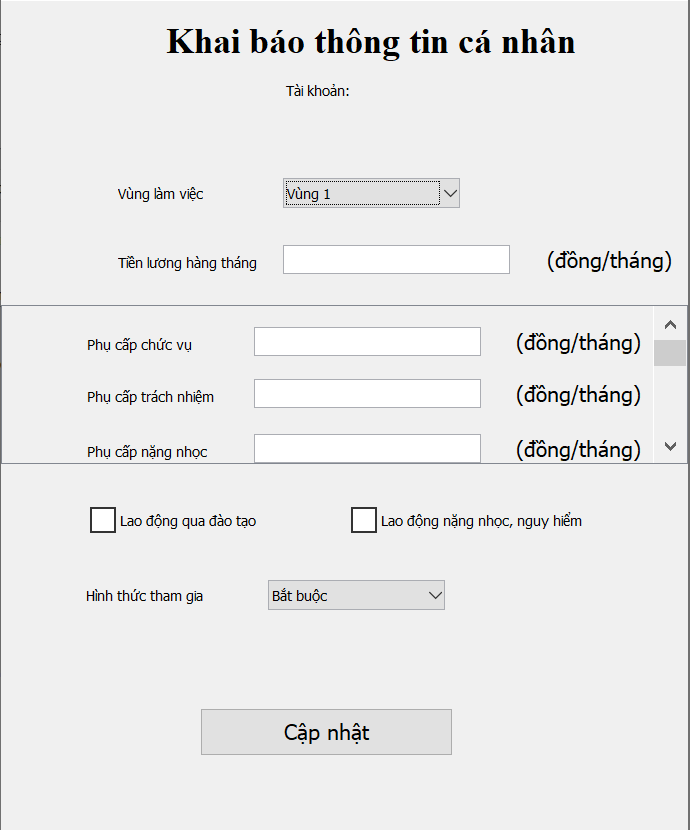 Khai báo thông tin cá nhân
Tài khoản:
Vùng làm việc
Vùng 1
Tiền lương hàng tháng
(đồng/tháng)
Phụ cấp chức vụ
(đồng/tháng)
Phụ cấp trách nhiệm
(đồng/tháng)
Phụ cấp nặng nhọc
(đồng/tháng)
Lao động qua đào tạo
Lao động nặng nhọc, nguy hiểm
Hình thức tham gia
Bắt buộc
Cập nhật